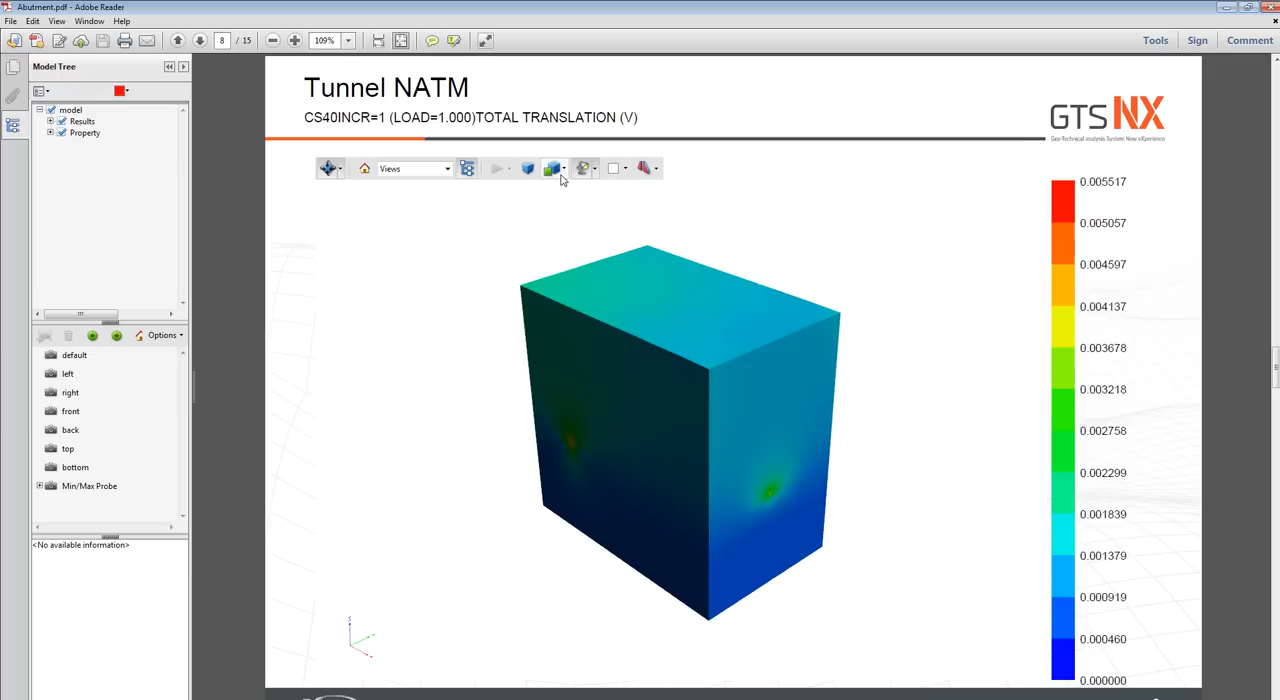 Abutment.pdf - Adobe Reader
File Edit View Window Help
8 / 15 109% Tools Sign Comment
Model Tree
model
Results
Property
Options
default
left
right
front
back
top
bottom
Min/Max Probe
<No available information>
Tunnel NATM
CS40INCR=1 (LOAD=1.000)TOTAL TRANSLATION (V)
GTS NX
Geo-Technical analysis System New eXperience
Views
0.005517
0.005057
0.004597
0.004137
0.003678
0.003218
0.002758
0.002299
0.001839
0.001379
0.000919
0.000460
0.000000